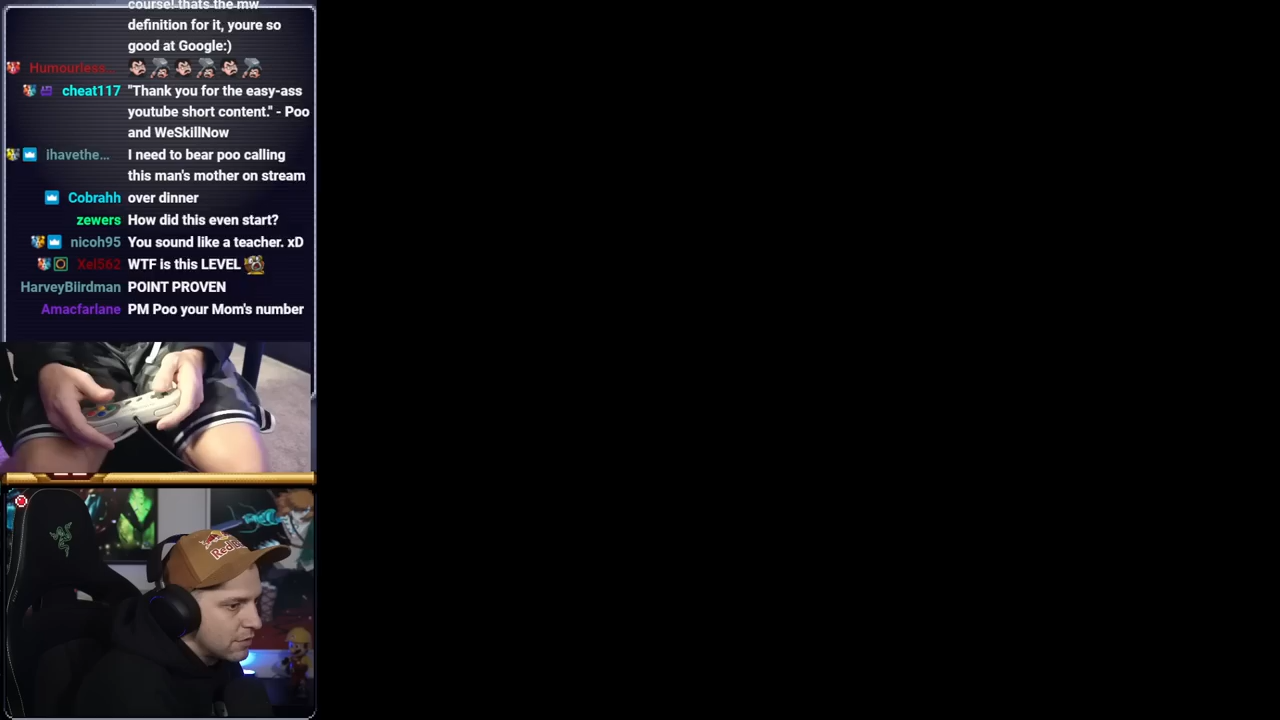 course! thats the mw
definition for it, youre so
good at Google:)
Humourless...
cheat117 "Thank you for the easy-ass
youtube short content." - Poo
and WeSkillNow
ihavethe... I need to bear poo calling
this man's mother on stream
Cobrahh over dinner
zewers How did this even start?
nicoh95 You sound like a teacher. xD
Xel562 WTF is this LEVEL
HarveyBiirdman POINT PROVEN
Amacfarlane PM Poo your Mom's number